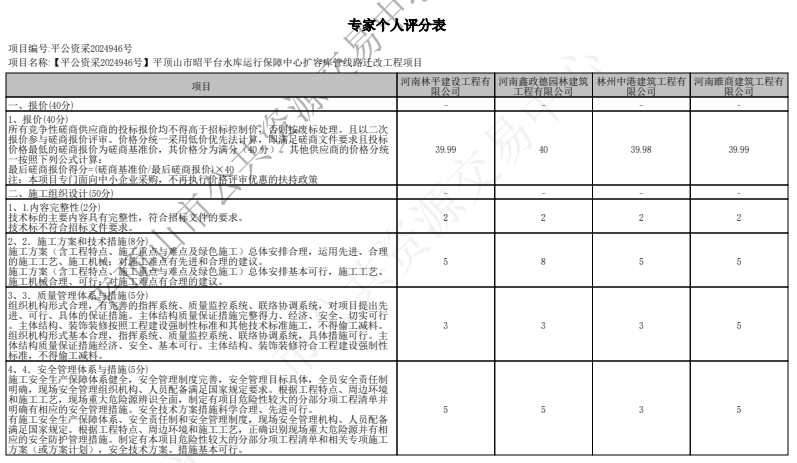 专家个人评分表
项目编号:平公资采2024946号
项目名称:【平公资采2024946号】平顶山市昭平台水库运行保障中心扩容库管线路迁改工程项目
项目 河南林平建设工程有限公司 河南鑫政德园林建筑工程有限公司 林州中港建筑工程有限公司 河南睢商建筑工程有限公司
一、报价(40分) - - - -
1、报价(40分)
所有竞争性磋商供应商的投标报价均不得高于招标控制价，否则按废标处理。且以二次
报价参与磋商报价评审。价格分统一采用低价优先法计算，即满足磋商文件要求且投标
价格最低的磋商报价为磋商基准价，其价格分为满分（40分）。其他供应商的价格分统
一按照下列公式计算：
最后磋商报价得分=(磋商基准价/最后磋商报价)×40
注：本项目专门面向中小企业采购，不再执行价格评审优惠的扶持政策
39.99 40 39.98 39.99
二、施工组织设计(50分) - - - -
1、1.内容完整性(2分)
技术标的主要内容具有完整性，符合招标文件的要求。
技术标不符合招标文件要求。
2 2 2 2
2、2. 施工方案和技术措施(8分)
施工方案（含工程特点、施工重点与难点及绿色施工）总体安排合理，运用先进、合理
的施工工艺、施工机械；对施工难点有先进和合理的建议。
施工方案（含工程特点、施工重点与难点及绿色施工）总体安排基本可行，施工工艺、
施工机械合理、可行；对施工难点有合理的建议。
5 8 5 5
3、3. 质量管理体系与措施(5分)
组织机构形式合理，有完善的指挥系统、质量监控系统、联络协调系统，对项目提出先
进、可行、具体的保证措施。主体结构质量保证措施完整得力、经济、安全、切实可行
。主体结构、装饰装修按照工程建设强制性标准和其他技术标准施工，不得偷工减料。
组织机构形式基本合理，指挥系统、质量监控系统、联络协调系统，具体措施可行。主
体结构质量保证措施经济、安全、基本可行。主体结构、装饰装修符合工程建设强制性
标准，不得偷工减料。
3 3 3 5
4、4. 安全管理体系与措施(5分)
施工安全生产保障体系健全，安全管理制度完善，安全管理目标具体，全员安全责任制
明确，现场安全管理组织机构、人员配备满足国家规定要求。根据工程特点、周边环境
和施工工艺，现场重大危险源辨识全面，制定有项目危险性较大的分部分项工程清单并
明确有相应的安全管理措施。安全技术方案措施科学合理、先进可行。
有施工安全生产保障体系、安全责任制和安全管理制度，现场安全管理机构、人员配备
满足国家规定。根据工程特点、周边环境和施工工艺，正确识别现场重大危险源并有相
应的安全防护管理措施。制定有本项目危险性较大的分部分项工程清单和相关专项施工
方案（或方案计划），安全技术方案、措施基本可行。
5 5 3 5
平顶山市公共资源交易中心